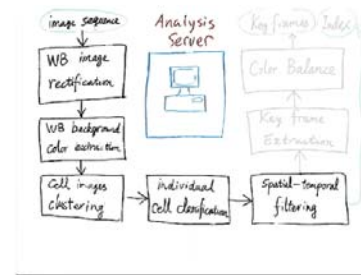 image sequence
WB image
rectification
WB background
color estimation
Cell images
clustering
individual
cell classification
Spatial-temporal
filtering
Analysis
Server
Key frames
Index
Color Balance
Key frame
Extraction